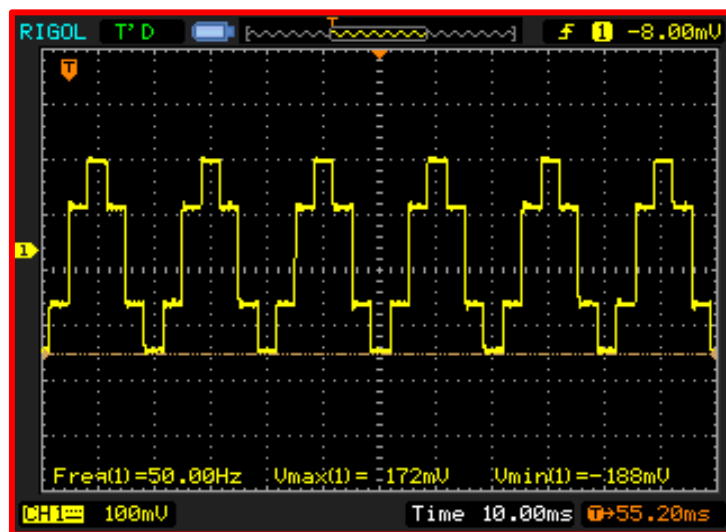 RIGOL T'D T ƒ 1 -8.00mV
T
1
Freq(1)=50.00Hz Vmax(1)= 172mV Vmin(1)=-188mV
CH1 100mV Time 10.00ms T→55.20ms